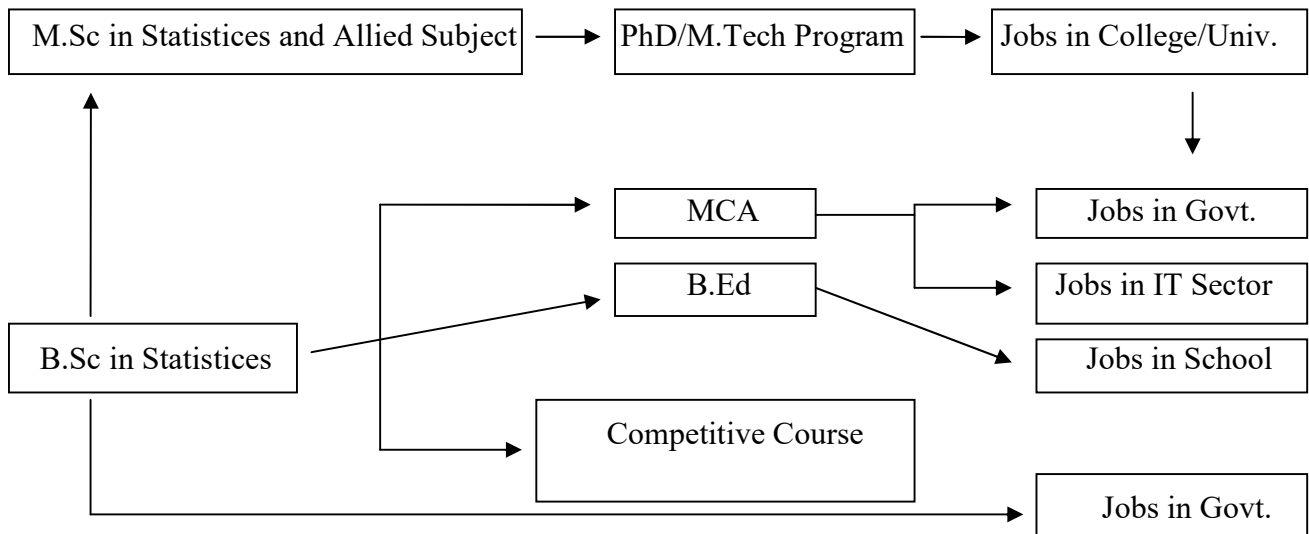 M.Sc in Statistices and Allied Subject
PhD/M.Tech Program
Jobs in College/Univ.
MCA
Jobs in Govt.
B.Ed
Jobs in IT Sector
B.Sc in Statistices
Jobs in School
Competitive Course
Jobs in Govt.